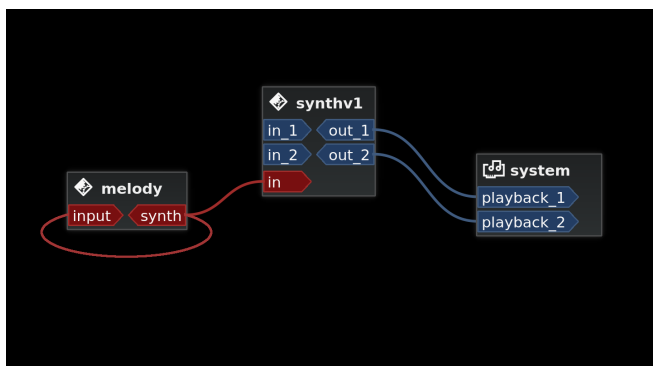 synthv1
in_1 out_1
in_2 out_2
in
melody
input synth
system
playback_1
playback_2